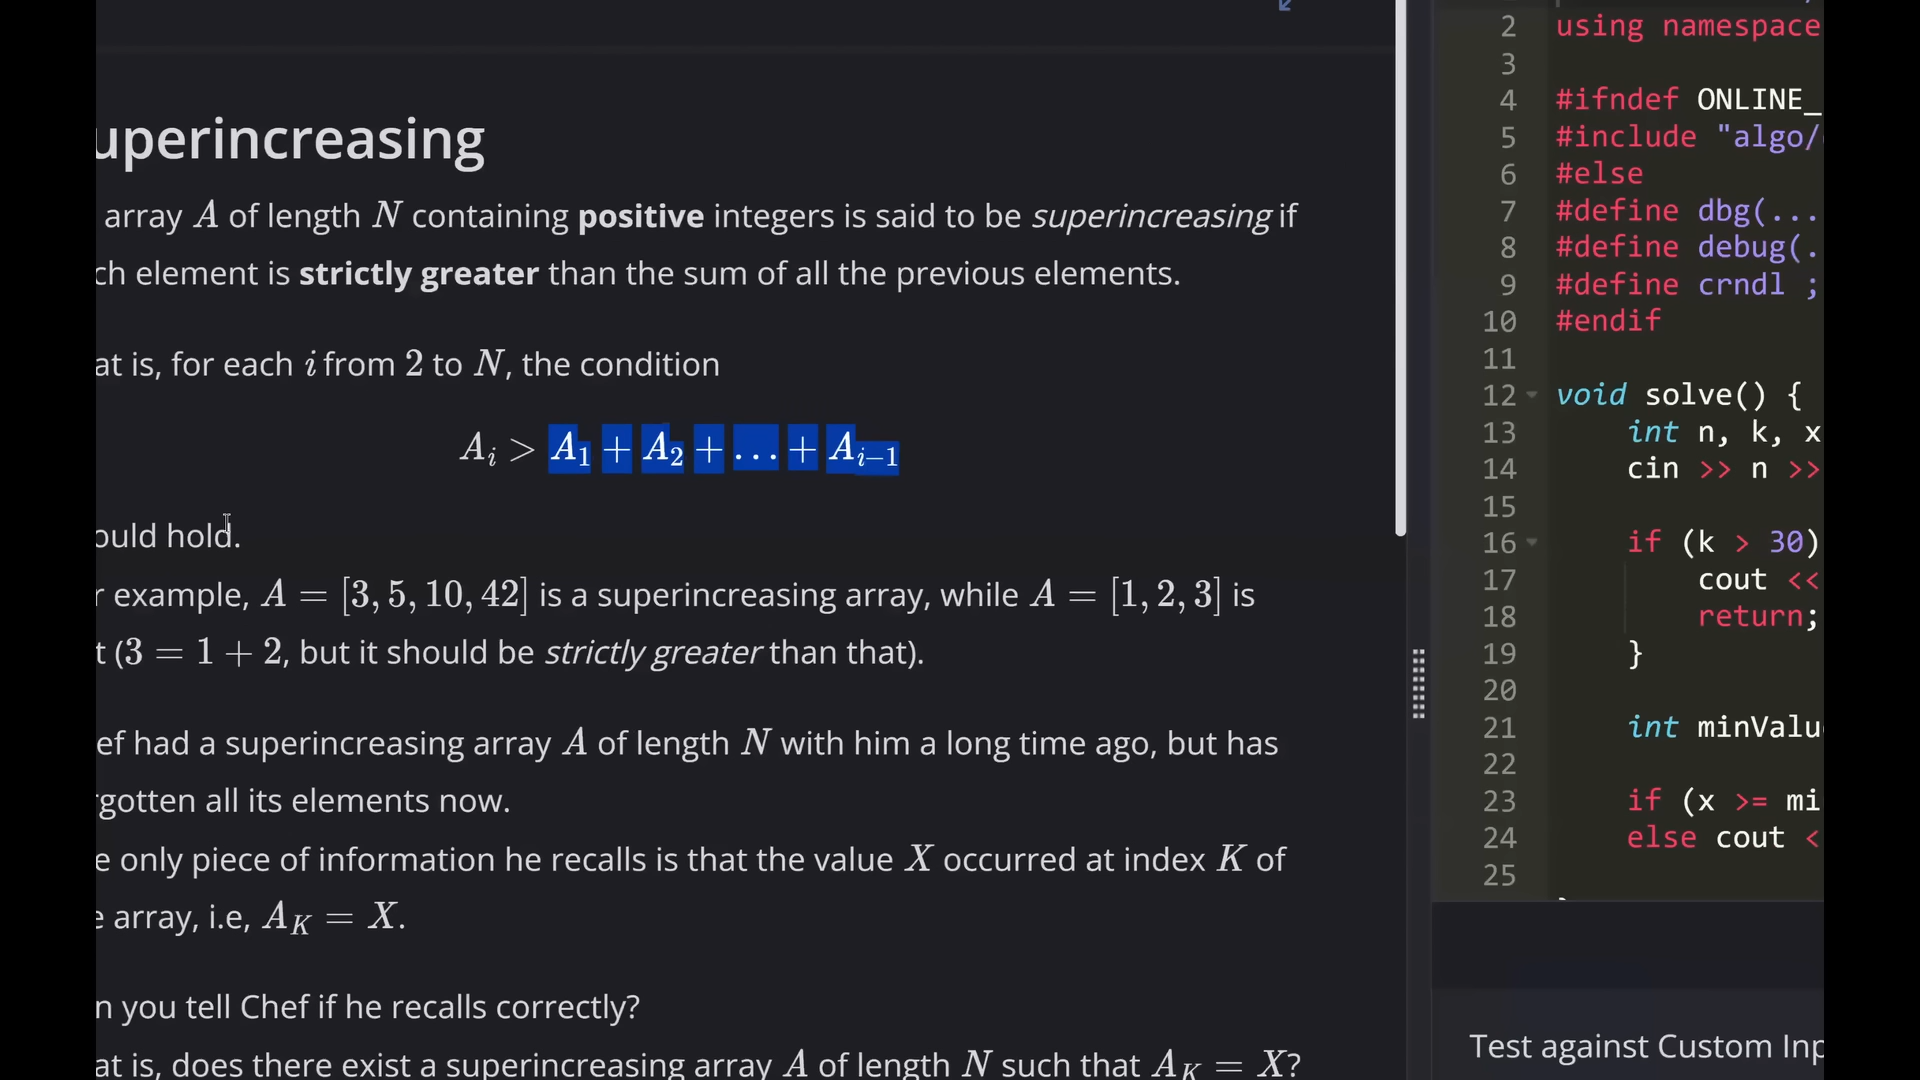 uperincreasing
array A of length N containing positive integers is said to be superincreasing if
ch element is strictly greater than the sum of all the previous elements.
at is, for each i from 2 to N, the condition
A_i > A_1 + A_2 + ... + A_{i−1}
ould hold.
r example, A = [3, 5, 10, 42] is a superincreasing array, while A = [1, 2, 3] is
t (3 = 1 + 2, but it should be strictly greater than that).
ef had a superincreasing array A of length N with him a long time ago, but has
rgotten all its elements now.
e only piece of information he recalls is that the value X occurred at index K of
e array, i.e, A_K = X.
n you tell Chef if he recalls correctly?
at is, does there exist a superincreasing array A of length N such that A_K = X?
2 using namespace
3
4 #ifndef ONLINE_
5 #include "algo/
6 #else
7 #define dbg(...
8 #define debug(.
9 #define crndl ;
10 #endif
11
12 void solve() {
13 int n, k, x
14 cin >> n >>
15
16 if (k > 30)
17 cout <<
18 return;
19 }
20
21 int minValu
22
23 if (x >= mi
24 else cout <
25
Test against Custom Inp